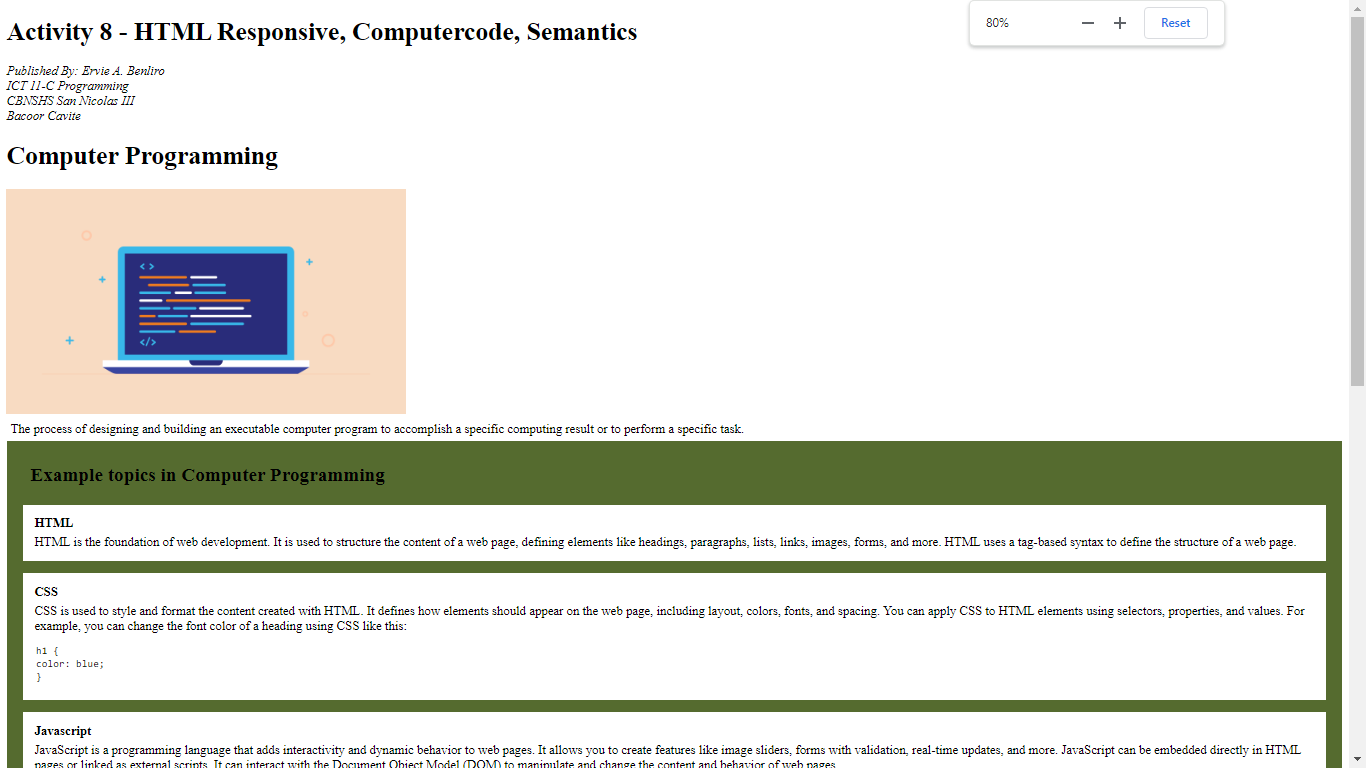 80%
Reset
Activity 8 - HTML Responsive, Computercode, Semantics
Published By: Ervie A. Benliro
ICT 11-C Programming
CBNSHS San Nicolas III
Bacoor Cavite
Computer Programming
< >
</>
The process of designing and building an executable computer program to accomplish a specific computing result or to perform a specific task.
Example topics in Computer Programming
HTML
HTML is the foundation of web development. It is used to structure the content of a web page, defining elements like headings, paragraphs, lists, links, images, forms, and more. HTML uses a tag-based syntax to define the structure of a web page.
CSS
CSS is used to style and format the content created with HTML. It defines how elements should appear on the web page, including layout, colors, fonts, and spacing. You can apply CSS to HTML elements using selectors, properties, and values. For
example, you can change the font color of a heading using CSS like this:
h1 {
color: blue;
}
Javascript
JavaScript is a programming language that adds interactivity and dynamic behavior to web pages. It allows you to create features like image sliders, forms with validation, real-time updates, and more. JavaScript can be embedded directly in HTML
pages or linked as external scripts. It can interact with the Document Object Model (DOM) to manipulate and change the content and behavior of web pages.